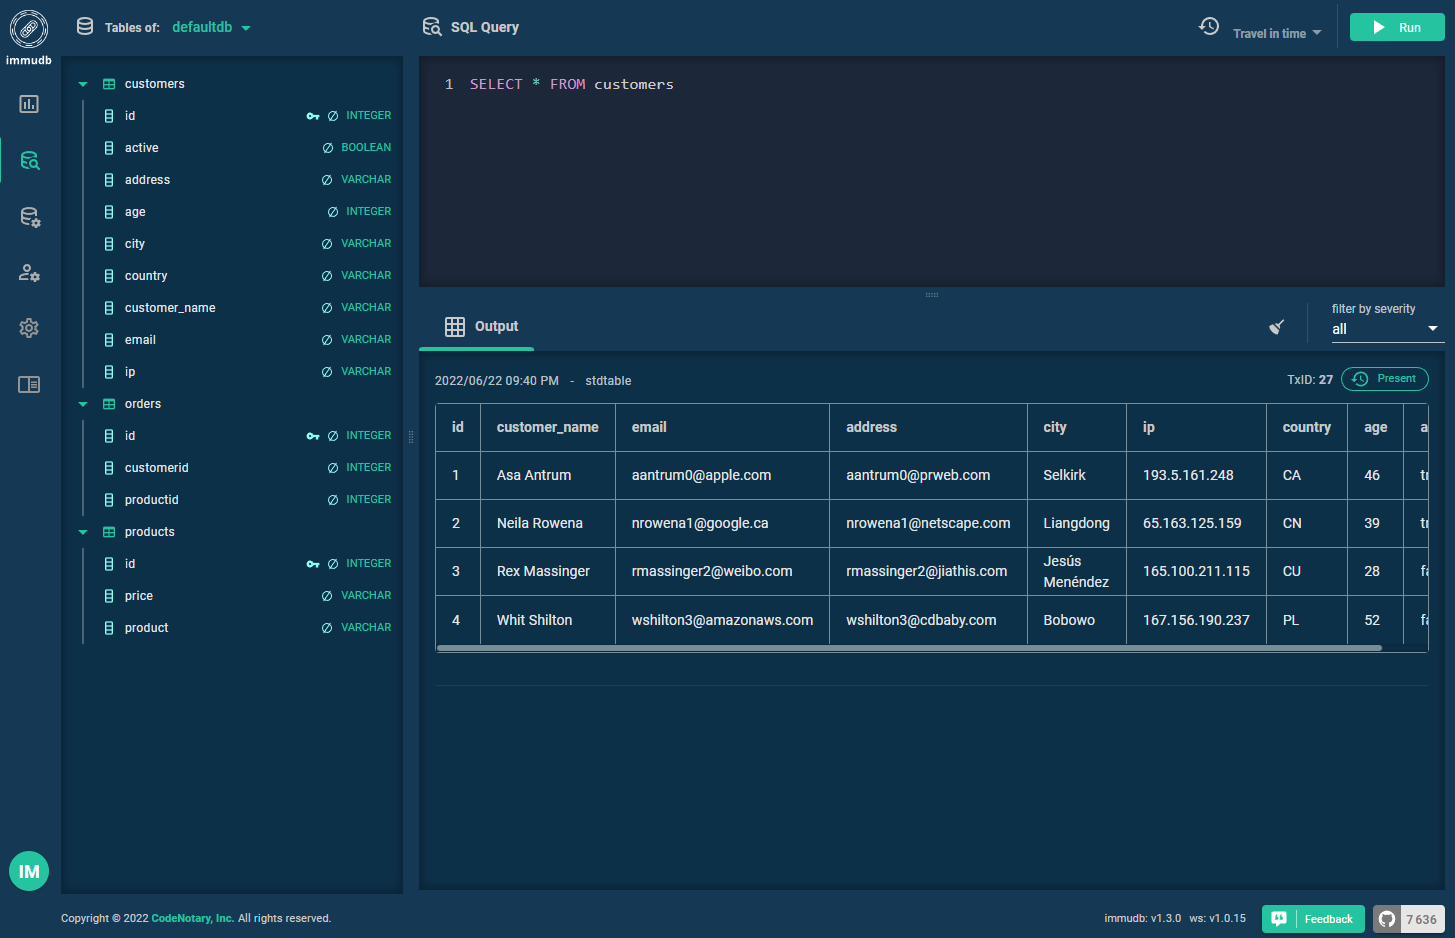 immudb
Tables of: defaultdb
SQL Query
Travel in time
Run
customers
id INTEGER
active BOOLEAN
address VARCHAR
age INTEGER
city VARCHAR
country VARCHAR
customer_name VARCHAR
email VARCHAR
ip VARCHAR
orders
id INTEGER
customerid INTEGER
productid INTEGER
products
id INTEGER
price VARCHAR
product VARCHAR
1 SELECT * FROM customers
Output
filter by severity
all
2022/06/22 09:40 PM - stdtable
TxID: 27 Present
id customer_name email address city ip country age a
1 Asa Antrum aantrum0@apple.com aantrum0@prweb.com Selkirk 193.5.161.248 CA 46
2 Neila Rowena nrowena1@google.ca nrowena1@netscape.com Liangdong 65.163.125.159 CN 39
3 Rex Massinger rmassinger2@weibo.com rmassinger2@jiathis.com Jesús Menéndez 165.100.211.115 CU 28
4 Whit Shilton wshilton3@amazonaws.com wshilton3@cdbaby.com Bobowo 167.156.190.237 PL 52
IM
Copyright © 2022 CodeNotary, Inc. All rights reserved.
immudb: v1.3.0 ws: v1.0.15
Feedback
7 636